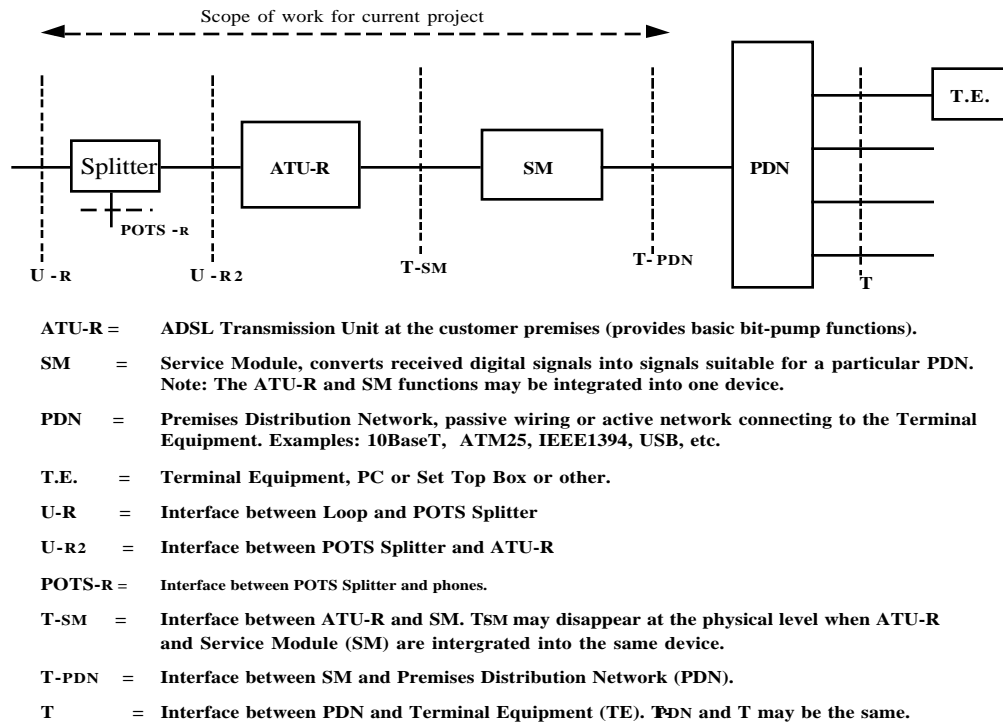 Scope of work for current project
T.E.
Splitter
ATU-R
SM
PDN
POTS -R
U -R
U -R2
T-SM
T- PDN
T
ATU-R = ADSL Transmission Unit at the customer premises (provides basic bit-pump functions).
SM = Service Module, converts received digital signals into signals suitable for a particular PDN.
Note: The ATU-R and SM functions may be integrated into one device.
PDN = Premises Distribution Network, passive wiring or active network connecting to the Terminal
Equipment. Examples: 10BaseT, ATM25, IEEE1394, USB, etc.
T.E. = Terminal Equipment, PC or Set Top Box or other.
U-R = Interface between Loop and POTS Splitter
U-R2 = Interface between POTS Splitter and ATU-R
POTS-R = Interface between POTS Splitter and phones.
T-SM = Interface between ATU-R and SM. TSM may disappear at the physical level when ATU-R
and Service Module (SM) are intergrated into the same device.
T-PDN = Interface between SM and Premises Distribution Network (PDN).
T = Interface between PDN and Terminal Equipment (TE). T-PDN and T may be the same.